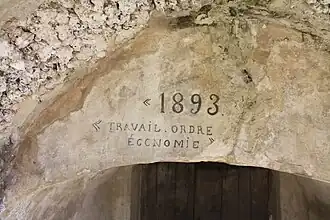 « 1893
« TRAVAIL. ORDRE
ÉCONOMIE »